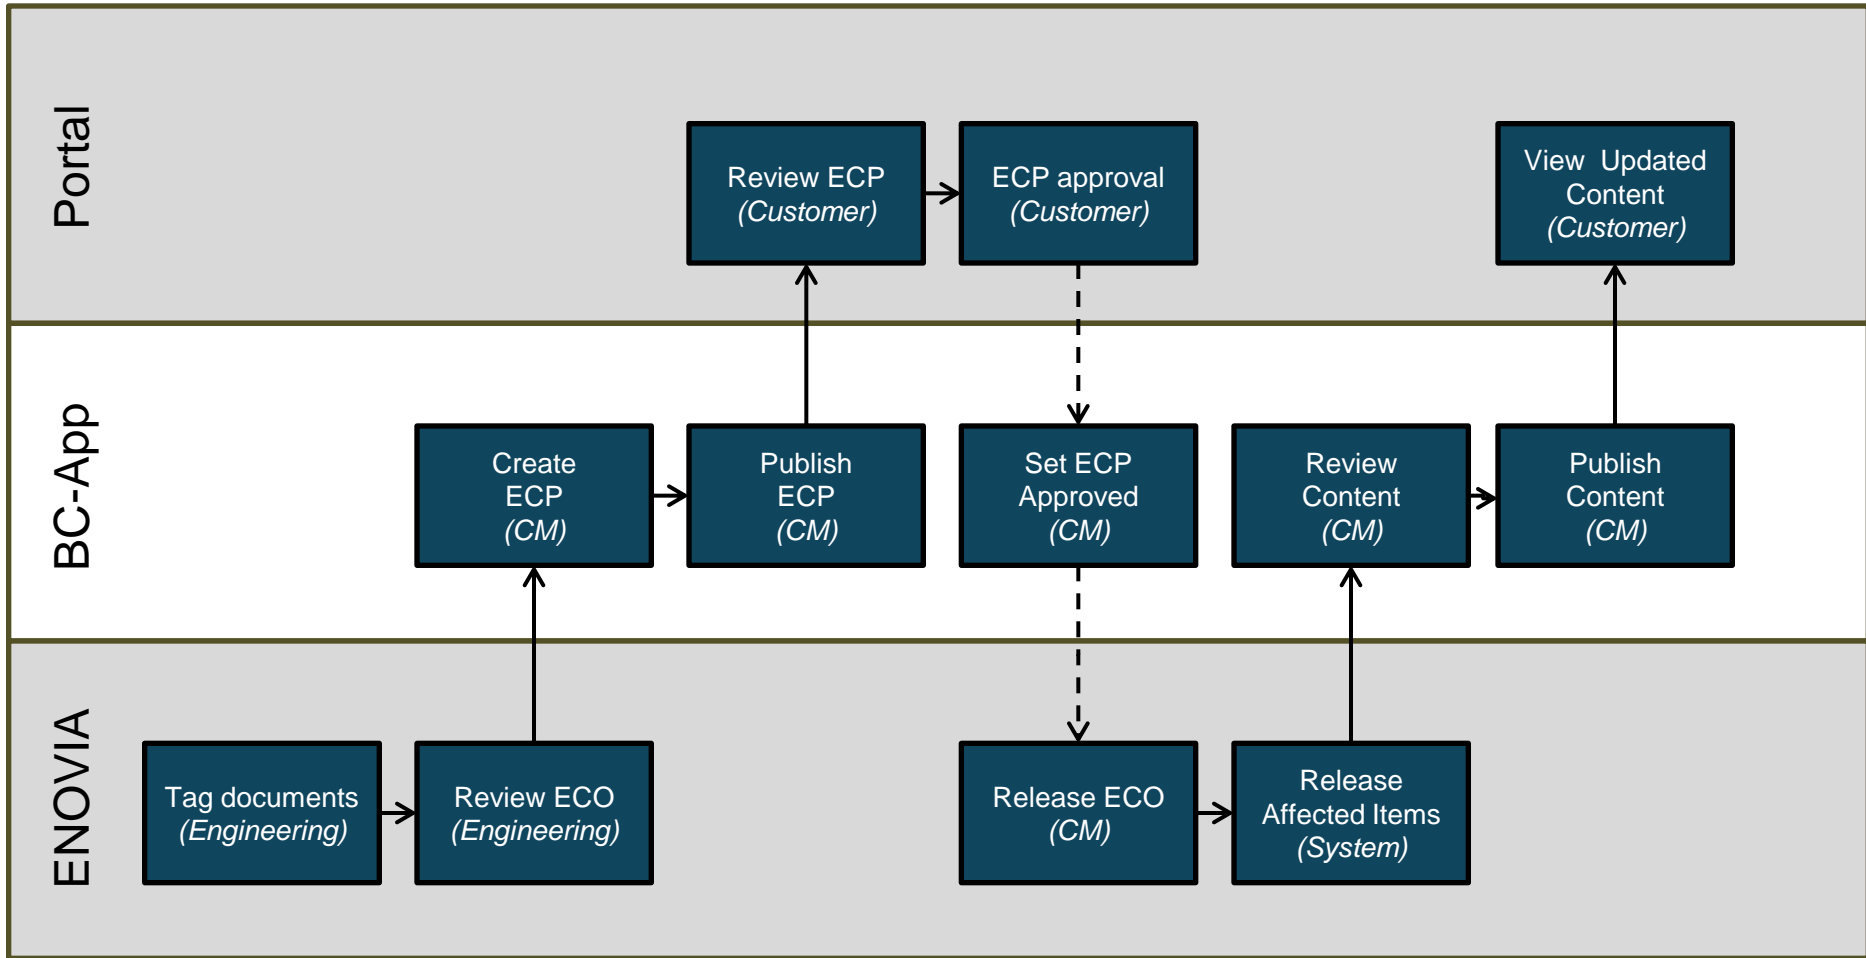 Portal
Review ECP
(Customer)
ECP approval
(Customer)
View  Updated
Content
(Customer)
BC-App
Create
ECP
(CM)
Publish
ECP
(CM)
Set ECP
Approved
(CM)
Review
Content
(CM)
Publish
Content
(CM)
ENOVIA
Tag documents
(Engineering)
Review ECO
(Engineering)
Release ECO
(CM)
Release
Affected Items
(System)